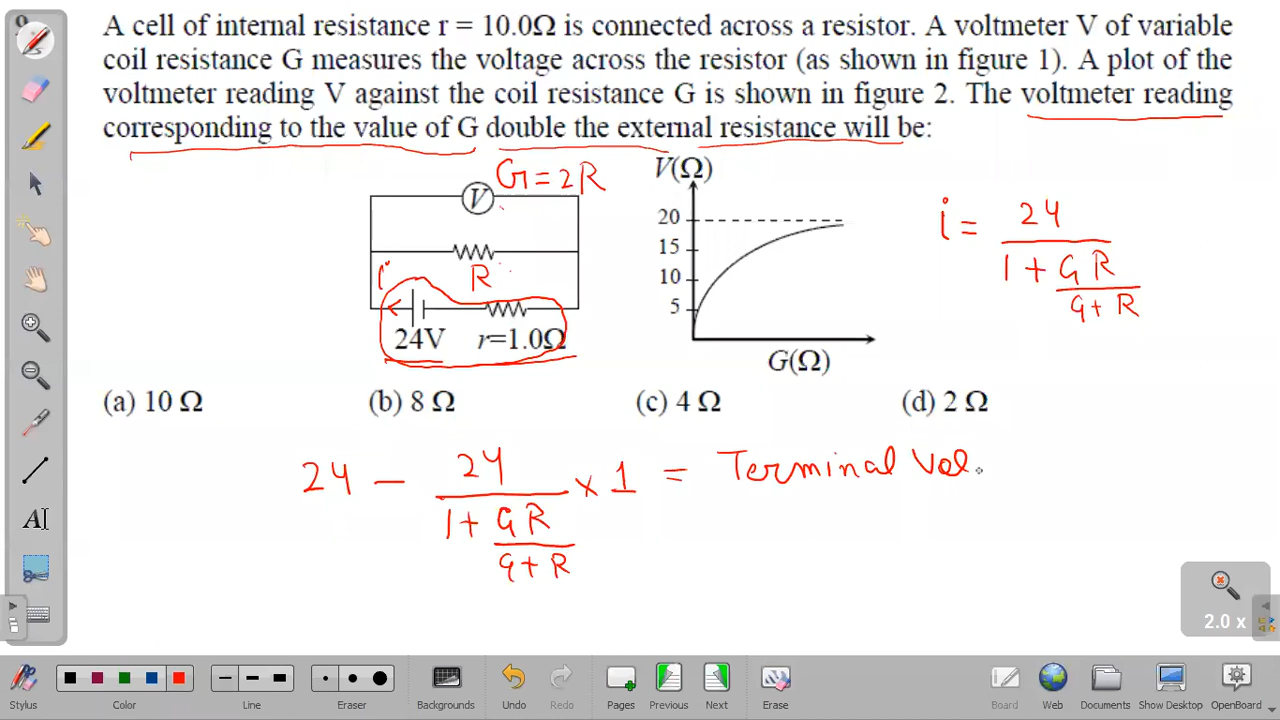 A cell of internal resistance r = 10.0Ω is connected across a resistor. A voltmeter V of variable
coil resistance G measures the voltage across the resistor (as shown in figure 1). A plot of the
voltmeter reading V against the coil resistance G is shown in figure 2. The voltmeter reading
corresponding to the value of G double the external resistance will be:
G = 2R
V
R
i
24V r=1.0Ω
V(Ω)
20
15
10
5
G(Ω)
i = 24 / (1 + GR / (G + R))
(a) 10 Ω (b) 8 Ω (c) 4 Ω (d) 2 Ω
24 − 24 / (1 + GR / (G + R)) × 1 = Terminal Vol
2.0 x
Stylus Color Line Eraser Backgrounds Undo Redo Pages Previous Next Erase Board Web Documents Show Desktop OpenBoard